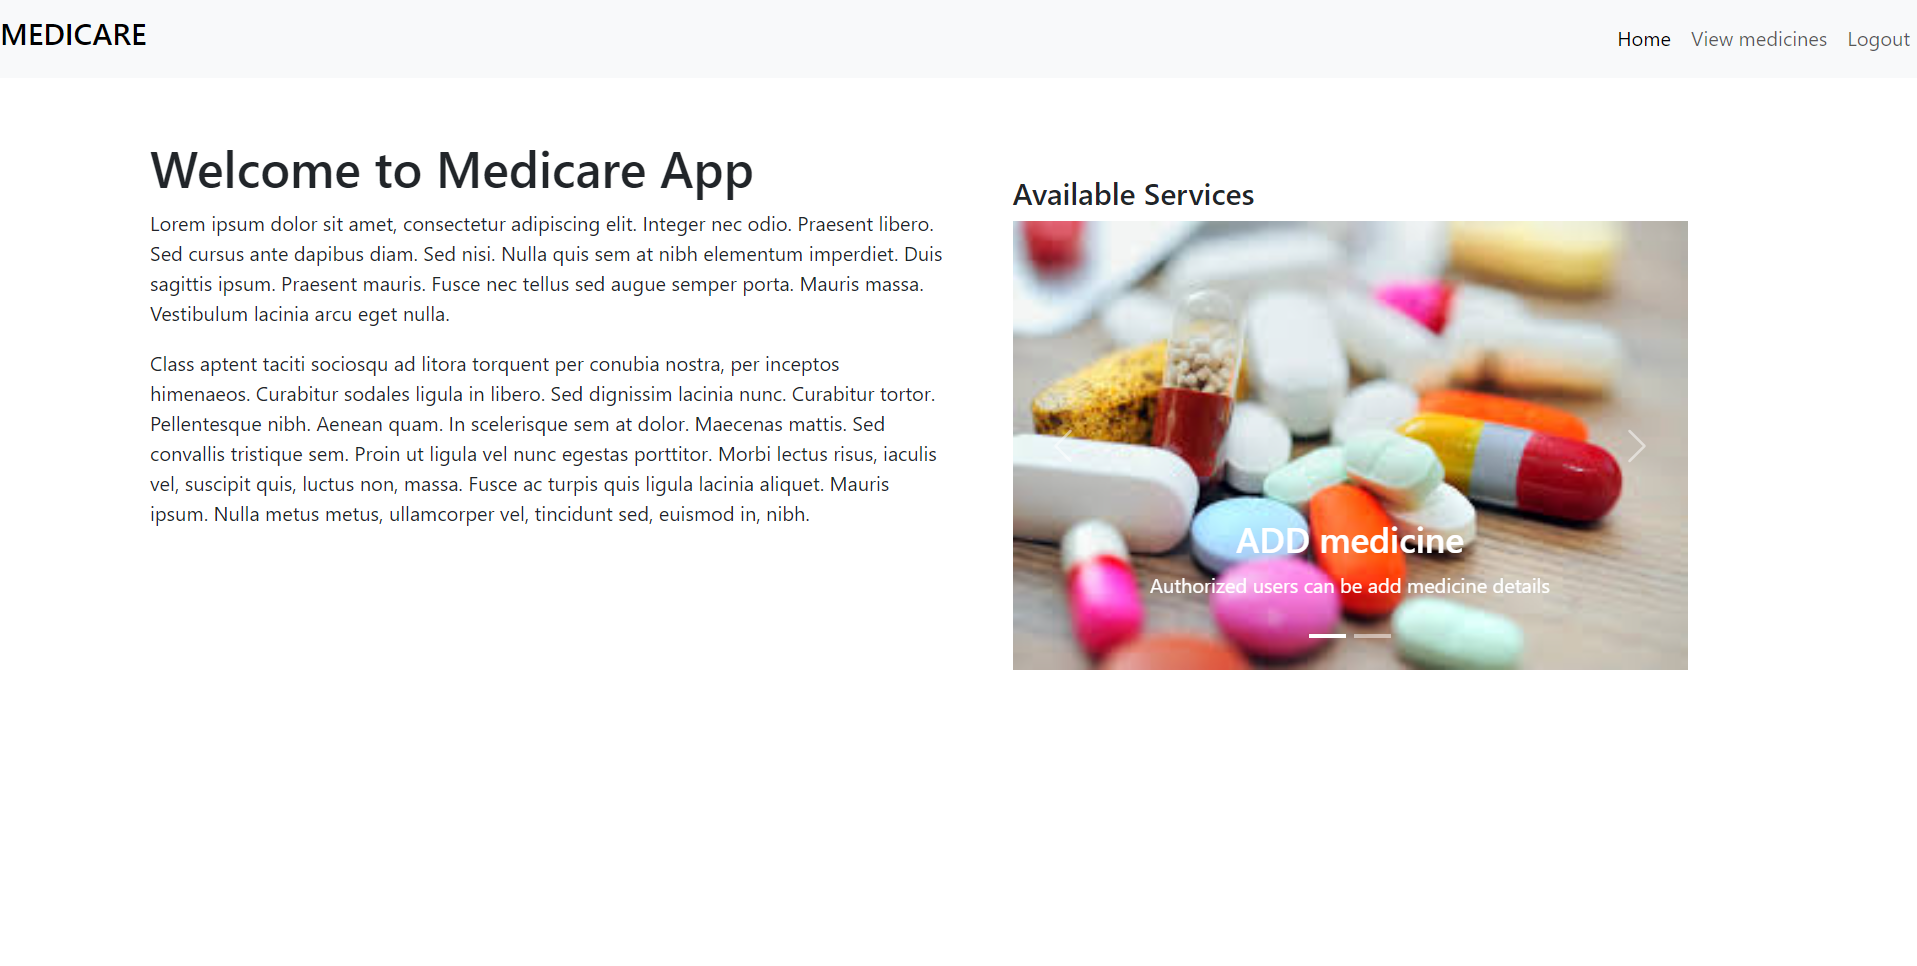 MEDICARE
Home View medicines Logout
Welcome to Medicare App
Lorem ipsum dolor sit amet, consectetur adipiscing elit. Integer nec odio. Praesent libero.
Sed cursus ante dapibus diam. Sed nisi. Nulla quis sem at nibh elementum imperdiet. Duis
sagittis ipsum. Praesent mauris. Fusce nec tellus sed augue semper porta. Mauris massa.
Vestibulum lacinia arcu eget nulla.
Class aptent taciti sociosqu ad litora torquent per conubia nostra, per inceptos
himenaeos. Curabitur sodales ligula in libero. Sed dignissim lacinia nunc. Curabitur tortor.
Pellentesque nibh. Aenean quam. In scelerisque sem at dolor. Maecenas mattis. Sed
convallis tristique sem. Proin ut ligula vel nunc egestas porttitor. Morbi lectus risus, iaculis
vel, suscipit quis, luctus non, massa. Fusce ac turpis quis ligula lacinia aliquet. Mauris
ipsum. Nulla metus metus, ullamcorper vel, tincidunt sed, euismod in, nibh.
Available Services
ADD medicine
Authorized users can be add medicine details